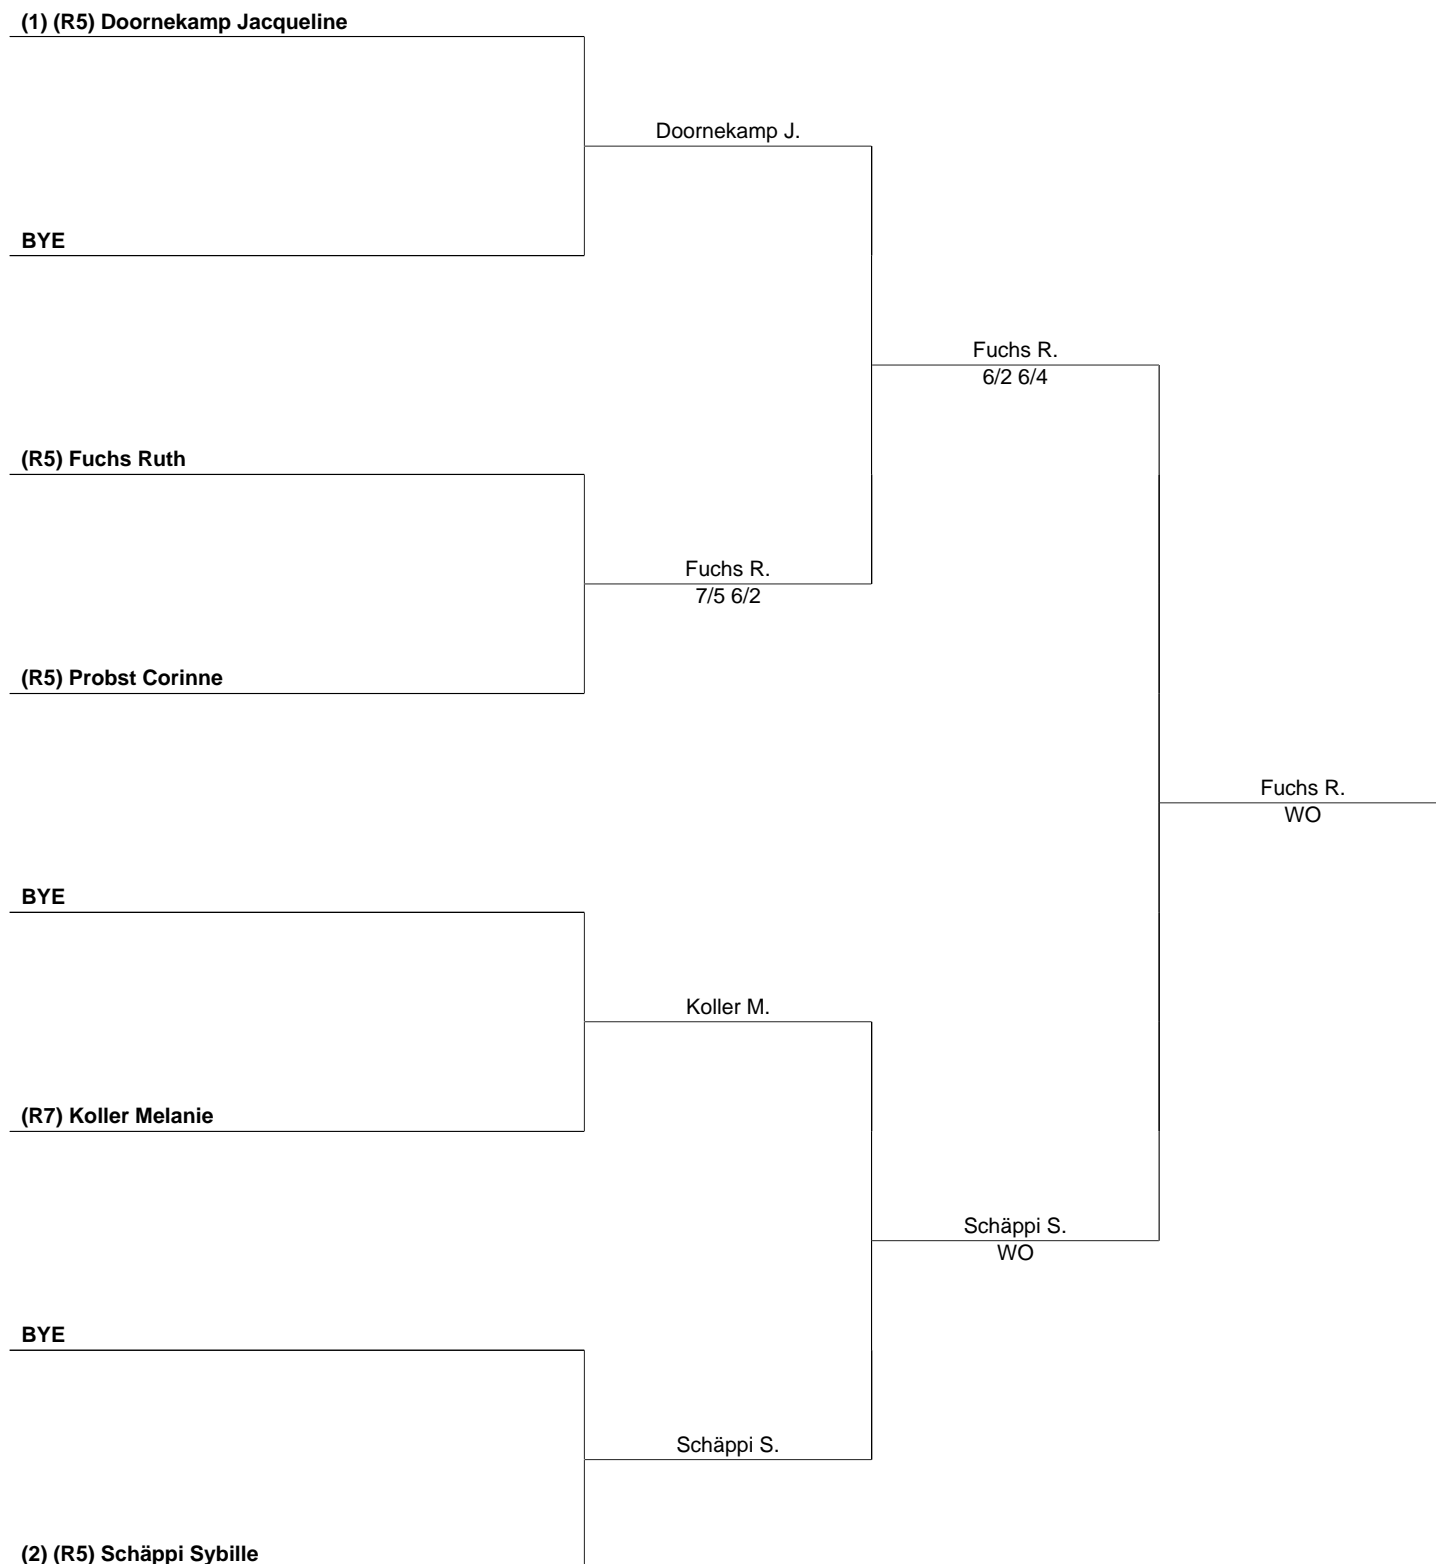 (1) (R5) Doornekamp Jacqueline
Doornekamp J.
BYE
Fuchs R.
6/2 6/4
(R5) Fuchs Ruth
Fuchs R.
7/5 6/2
(R5) Probst Corinne
Fuchs R.
WO
BYE
Koller M.
(R7) Koller Melanie
Schäppi S.
WO
BYE
Schäppi S.
(2) (R5) Schäppi Sybille